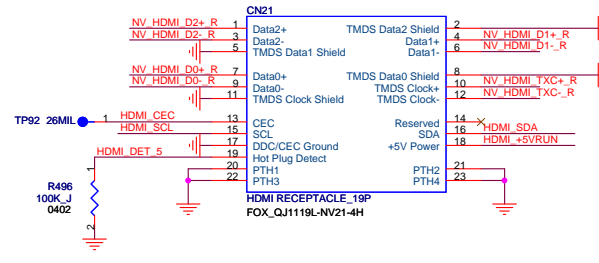 CN21
NV_HDMI_D2+_R 1 Data2+ TMDS Data2 Shield 2
NV_HDMI_D2-_R 3 Data2- Data1+ 4 NV_HDMI_D1+_R
5 TMDS Data1 Shield Data1- 6 NV_HDMI_D1-_R
NV_HDMI_D0+_R 7 Data0+ TMDS Data0 Shield 8
NV_HDMI_D0-_R 9 Data0- TMDS Clock+ 10 NV_HDMI_TXC+_R
11 TMDS Clock Shield TMDS Clock- 12 NV_HDMI_TXC-_R
TP92 26MIL 1 HDMI_CEC 13 CEC Reserved 14
HDMI_SCL 15 SCL SDA 16 HDMI_SDA
17 DDC/CEC Ground +5V Power 18 HDMI_+5VRUN
HDMI_DET_5 19 Hot Plug Detect
20 PTH1 PTH2 21
22 PTH3 PTH4 23
HDMI RECEPTACLE_19P
FOX_QJ1119L-NV21-4H
1
R496
100K_J
0402
2